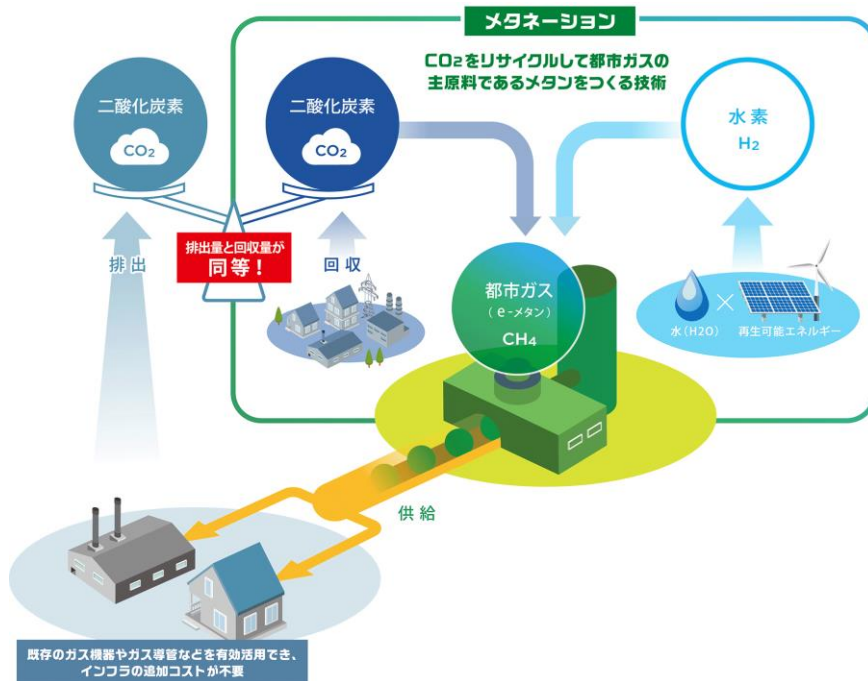 メタネーション
CO2をリサイクルして都市ガスの
主原料であるメタンをつくる技術
二酸化炭素
CO2
二酸化炭素
CO2
水素
H2
排出量と回収量が
同等！
排出
回収
都市ガス
（e-メタン）
CH4
水（H2O）
×
再生可能エネルギー
供給
既存のガス機器やガス導管などを有効活用でき、
インフラの追加コストが不要